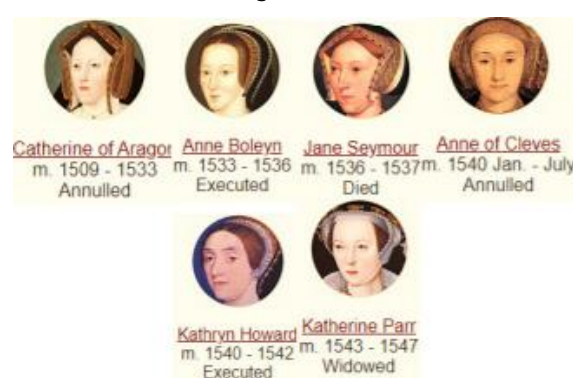 Catherine of Aragor
m. 1509 - 1533
Annulled
Anne Boleyn
m. 1533 - 1536
Executed
Jane Seymour
m. 1536 - 1537
Died
Anne of Cleves
m. 1540 Jan. - July
Annulled
Kathryn Howard
m. 1540 - 1542
Executed
Katherine Parr
m. 1543 - 1547
Widowed